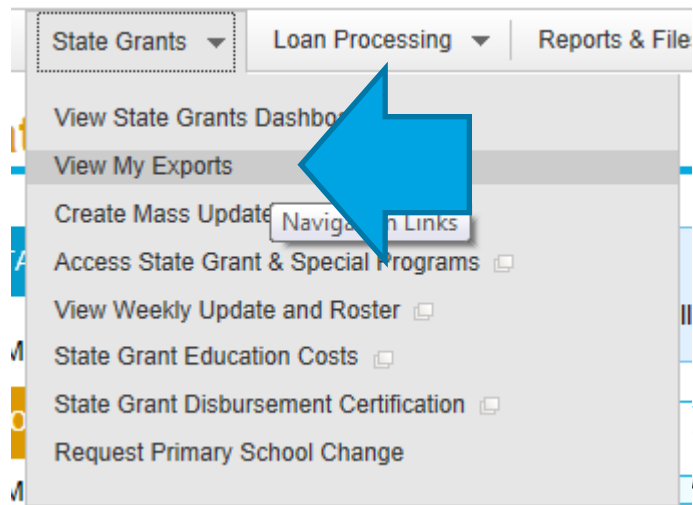 State Grants Loan Processing Reports & File
View State Grants
View My Exports
Create Mass Update
Links
Access State Grant & Special Programs
View Weekly Update and Roster
State Grant Education Costs
State Grant Disbursement Certification
Request Primary School Change